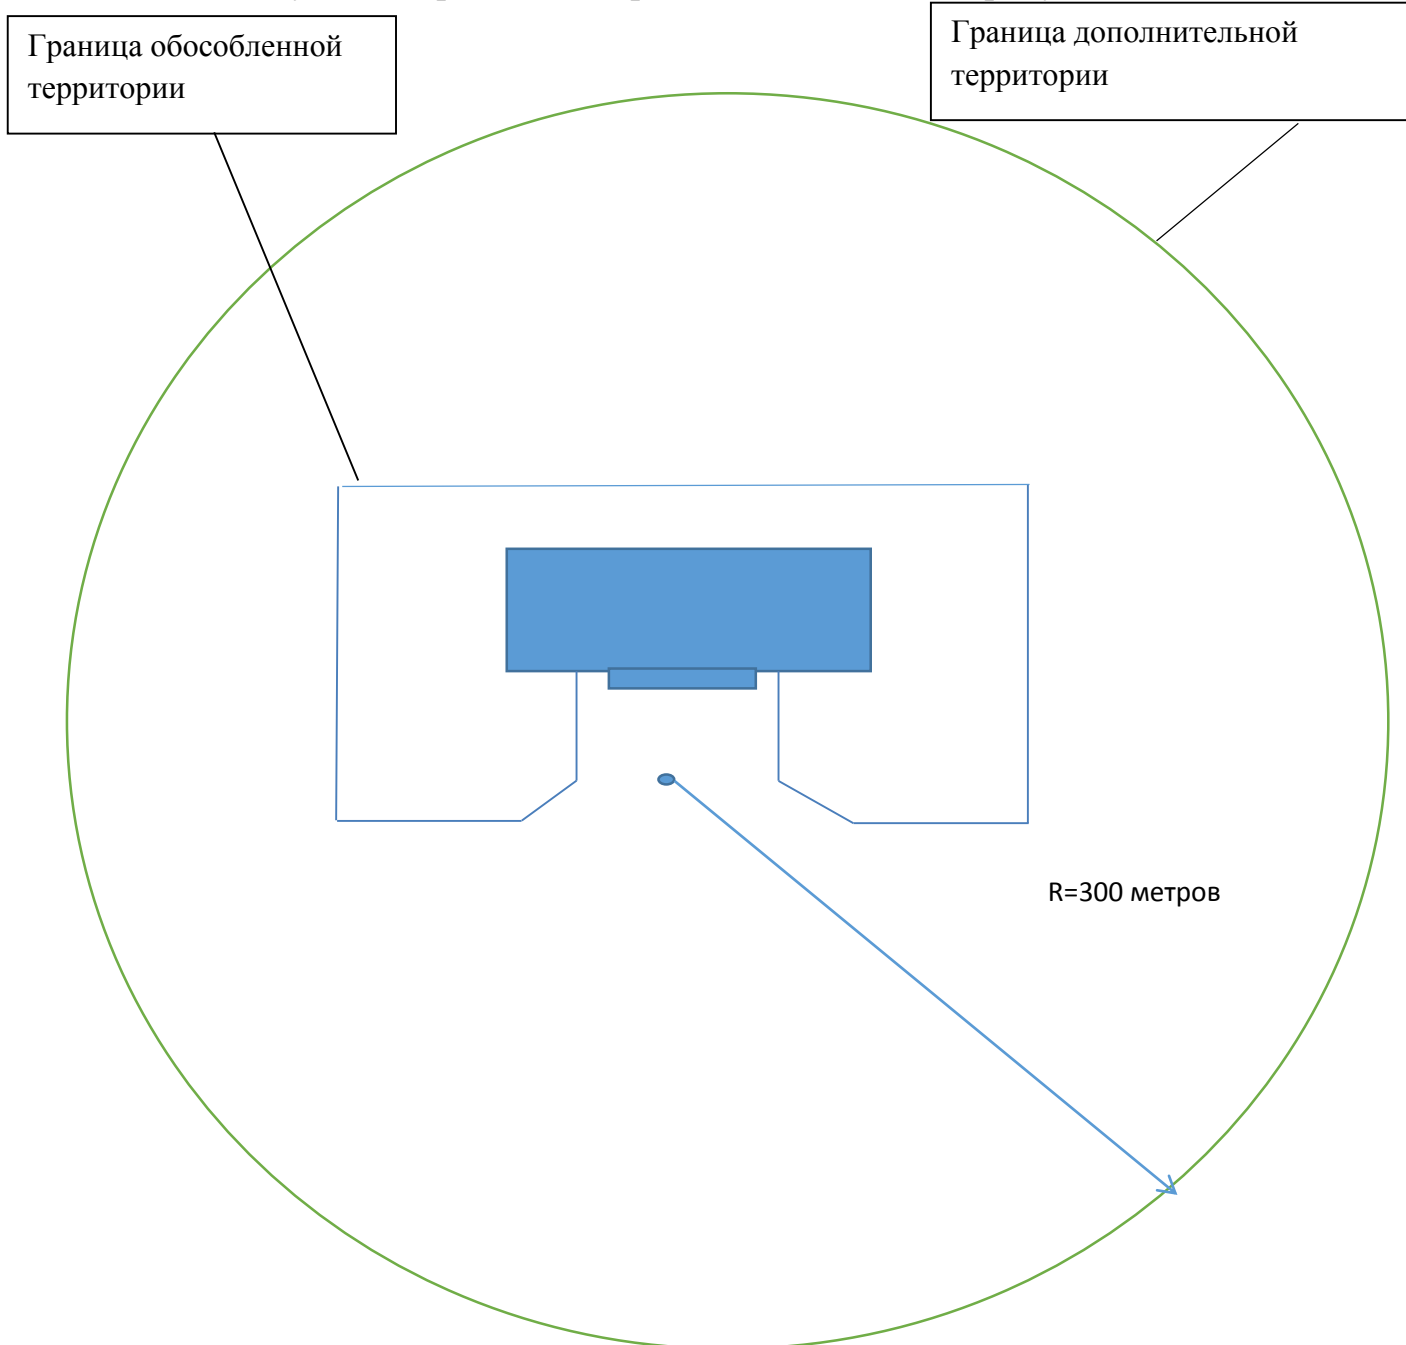 Граница обособленной
территории
Граница дополнительной
территории
R=300 метров